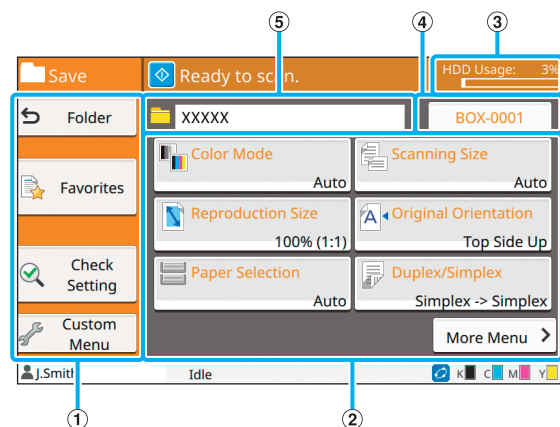 ⑤ ④ ③
Save
Ready to scan.
HDD Usage: 3%
Folder
XXXXX
BOX-0001
Favorites
Color Mode
Auto
Scanning Size
Auto
Reproduction Size
100% (1:1)
Original Orientation
Top Side Up
Check
Setting
Paper Selection
Auto
Duplex/Simplex
Simplex -> Simplex
Custom
Menu
More Menu
J.Smith
Idle
K C M Y
① ②